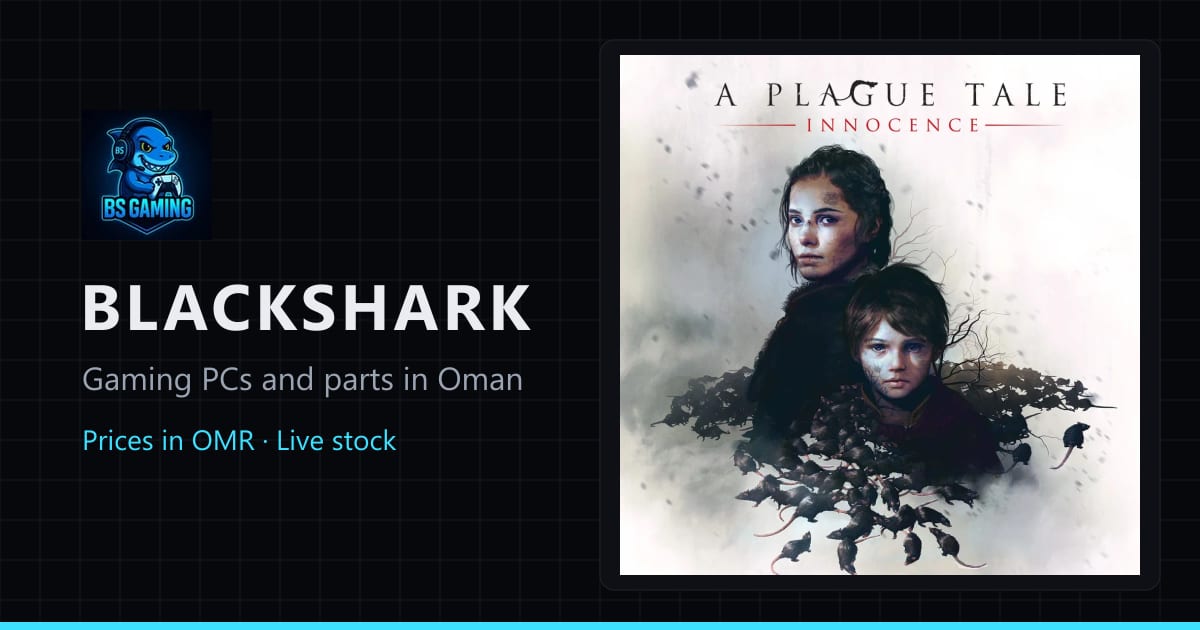 BS
BS GAMING
BLACKSHARK
Gaming PCs and parts in Oman
Prices in OMR · Live stock
A PLAGUE TALE
INNOCENCE